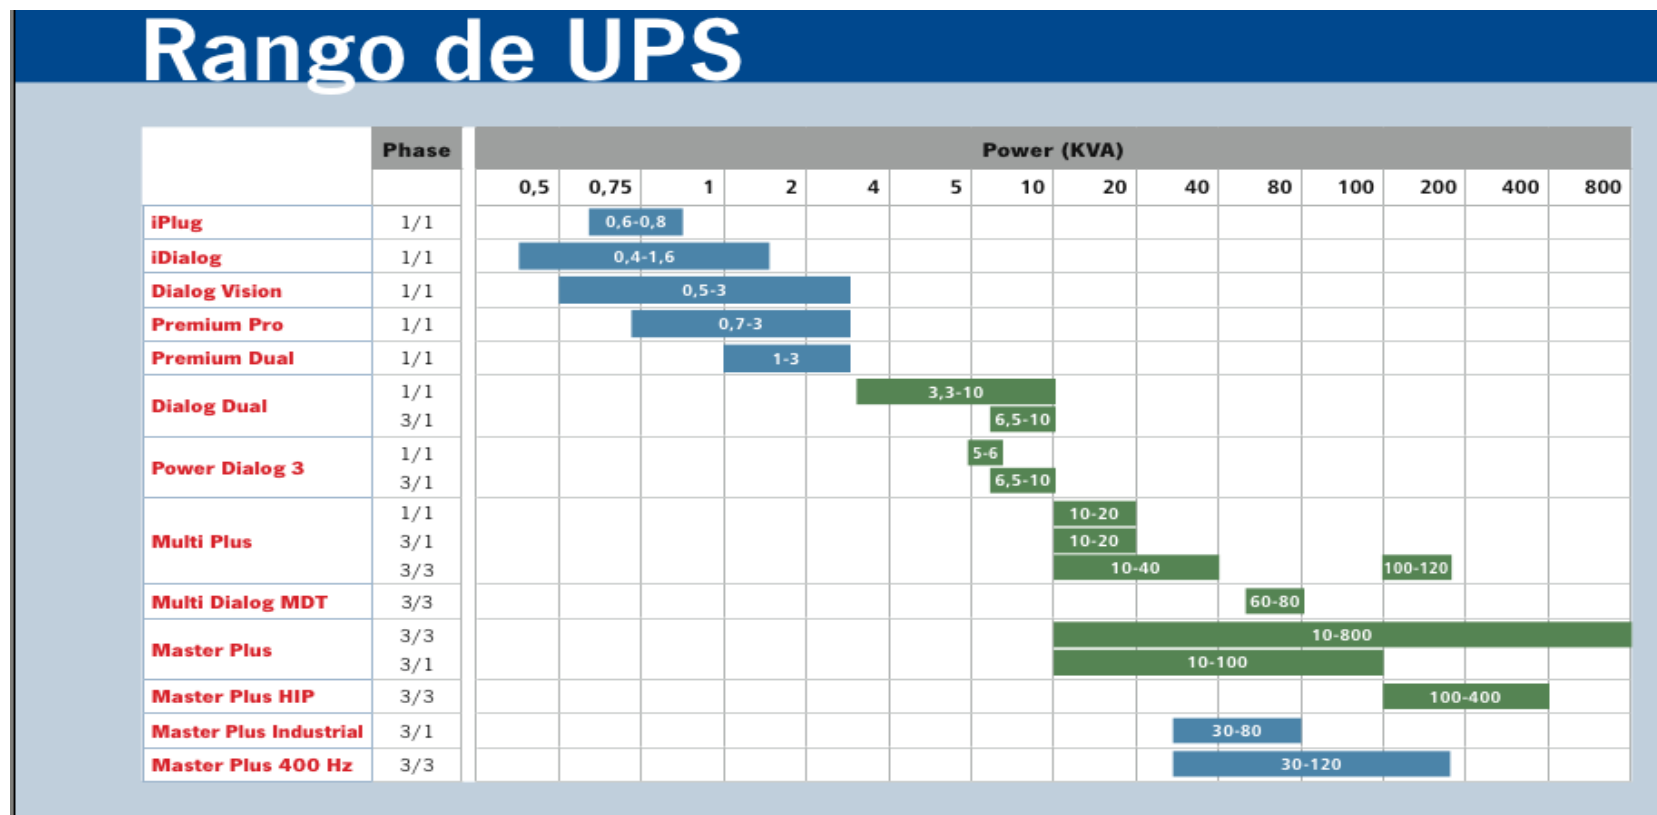 Rango de UPS
Phase Power (KVA)
0,5 0,75 1 2 4 5 10 20 40 80 100 200 400 800
iPlug 1/1 0,6-0,8
iDialog 1/1 0,4-1,6
Dialog Vision 1/1 0,5-3
Premium Pro 1/1 0,7-3
Premium Dual 1/1 1-3
Dialog Dual
1/1 3,3-10
3/1 6,5-10
Power Dialog 3
1/1 5-6
3/1 6,5-10
Multi Plus
1/1 10-20
3/1 10-20
3/3 10-40 100-120
Multi Dialog MDT 3/3 60-80
Master Plus
3/3 10-800
3/1 10-100
Master Plus HIP 3/3 100-400
Master Plus Industrial 3/1 30-80
Master Plus 400 Hz 3/3 30-120